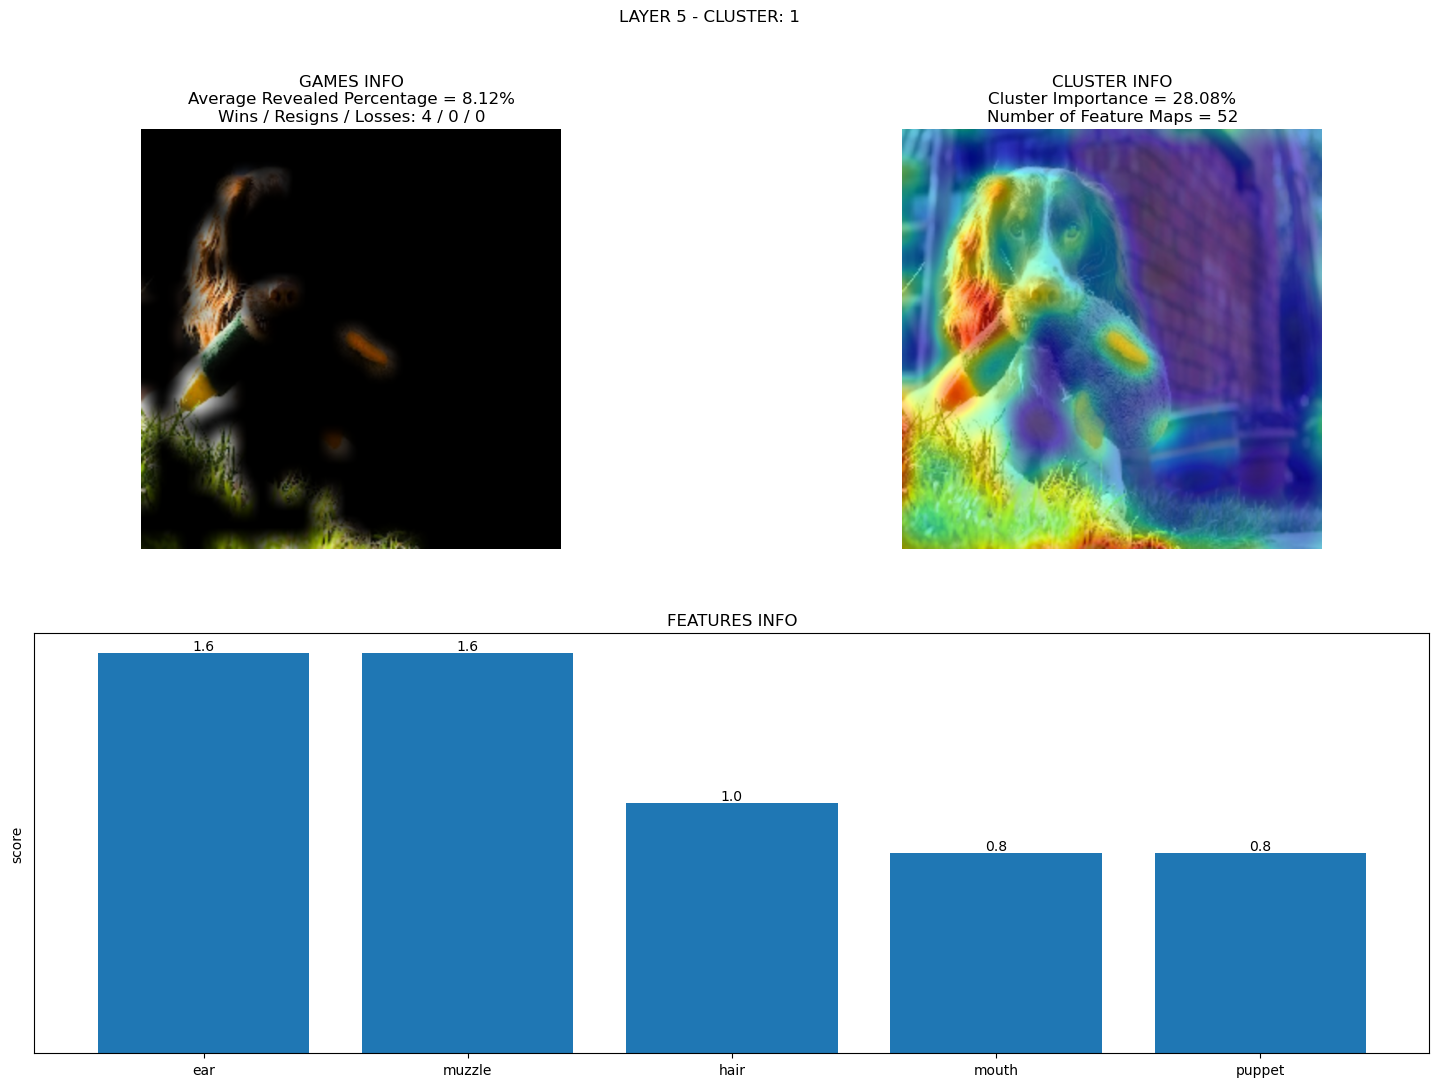 LAYER 5 - CLUSTER: 1
GAMES INFO
Average Revealed Percentage = 8.12%
Wins / Resigns / Losses: 4 / 0 / 0
CLUSTER INFO
Cluster Importance = 28.08%
Number of Feature Maps = 52
FEATURES INFO
1.6
1.6
1.0
0.8
0.8
score
ear
muzzle
hair
mouth
puppet